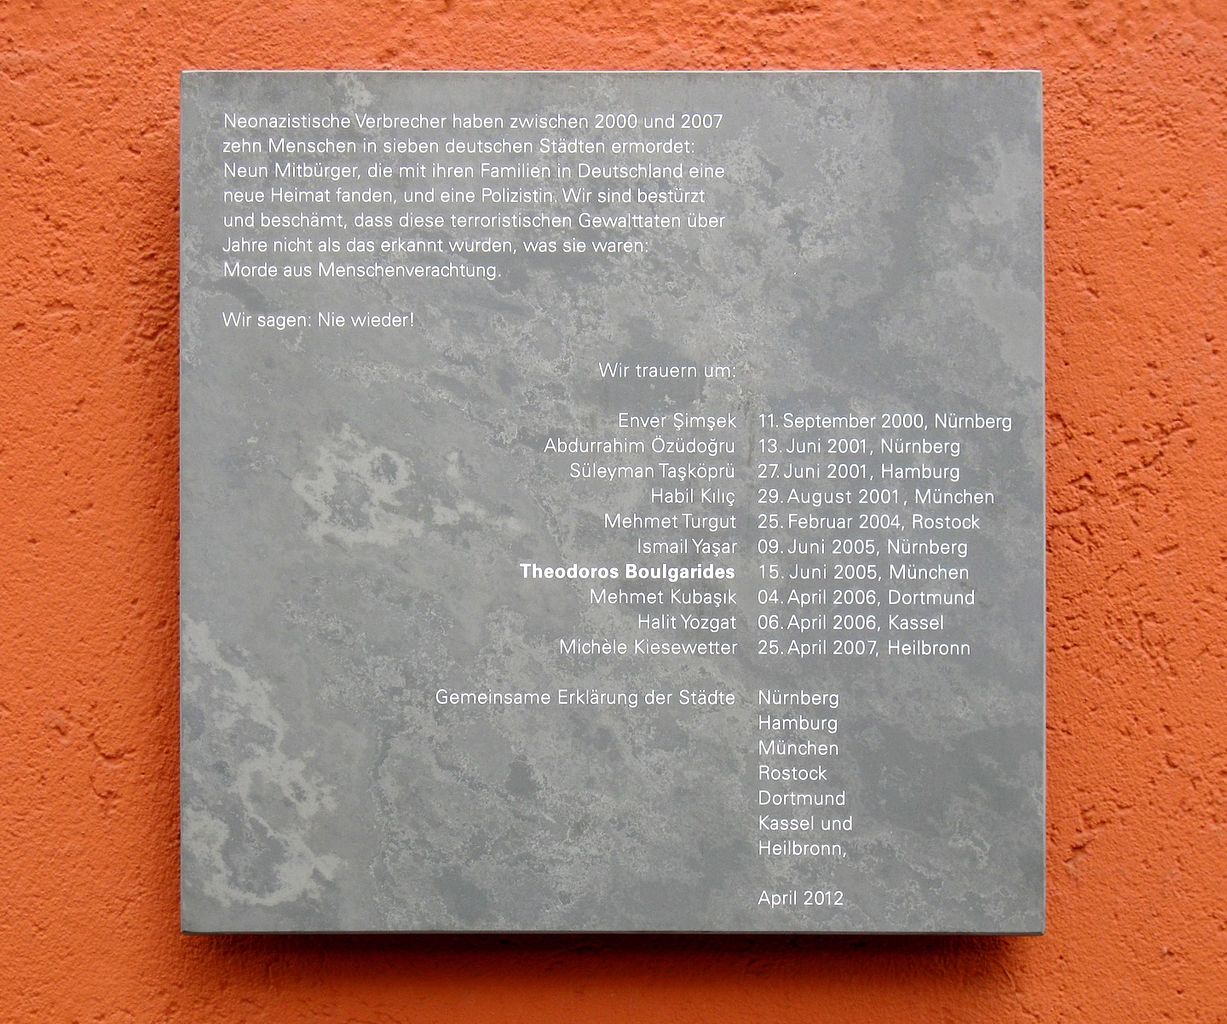 Neonazistische Verbrecher haben zwischen 2000 und 2007
zehn Menschen in sieben deutschen Städten ermordet:
Neun Mitbürger, die mit ihren Familien in Deutschland eine
neue Heimat fanden, und eine Polizistin. Wir sind bestürzt
und beschämt, dass diese terroristischen Gewalttaten über
Jahre nicht als das erkannt wurden, was sie waren:
Morde aus Menschenverachtung.
Wir sagen: Nie wieder!
Wir trauern um:
Enver Şimşek 11. September 2000, Nürnberg
Abdurrahim Özüdoğru 13. Juni 2001, Nürnberg
Süleyman Taşköprü 27. Juni 2001, Hamburg
Habil Kılıç 29. August 2001, München
Mehmet Turgut 25. Februar 2004, Rostock
Ismail Yaşar 09. Juni 2005, Nürnberg
Theodoros Boulgarides 15. Juni 2005, München
Mehmet Kubaşık 04. April 2006, Dortmund
Halit Yozgat 06. April 2006, Kassel
Michèle Kiesewetter 25. April 2007, Heilbronn
Gemeinsame Erklärung der Städte Nürnberg
Hamburg
München
Rostock
Dortmund
Kassel und
Heilbronn,
April 2012